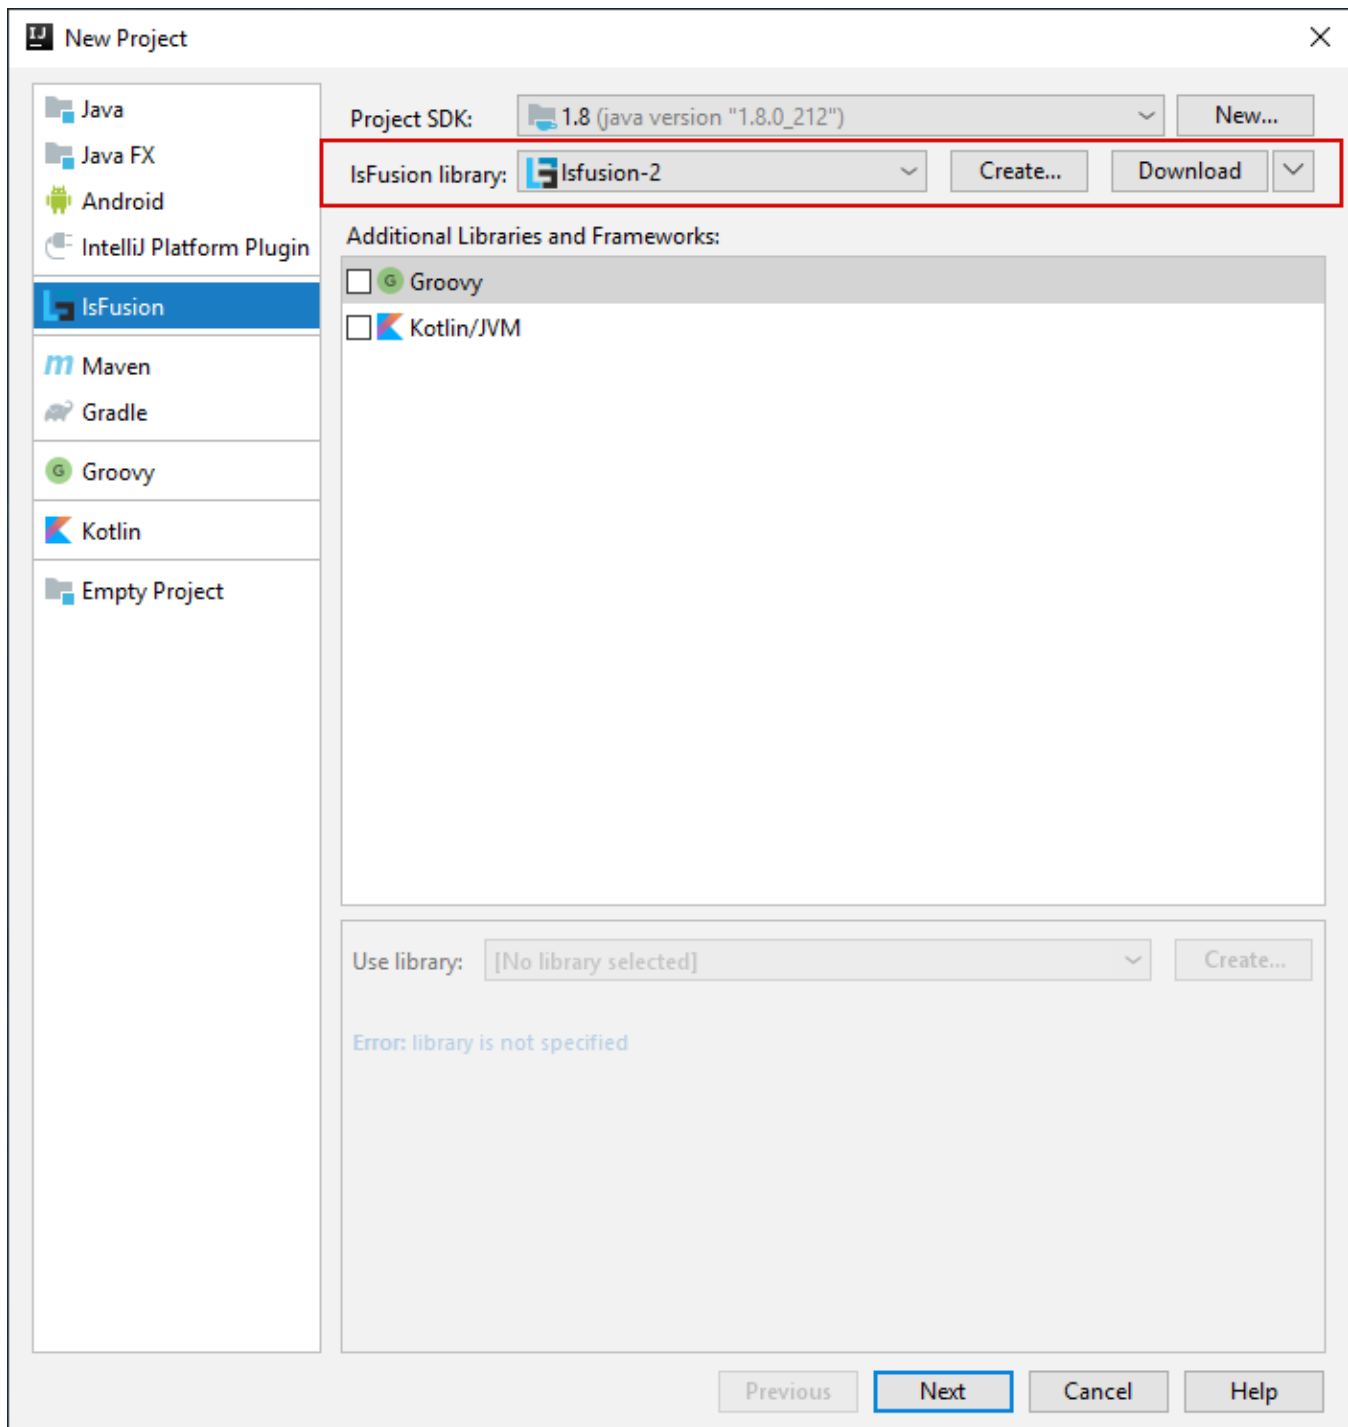 New Project
Java
Java FX
Android
IntelliJ Platform Plugin
lsFusion
Maven
Gradle
Groovy
Kotlin
Empty Project
Project SDK: 1.8 (java version "1.8.0_212") New...
lsFusion library: lsfusion-2 Create... Download
Additional Libraries and Frameworks:
Groovy
Kotlin/JVM
Use library: [No library selected] Create...
Error: library is not specified
Previous Next Cancel Help